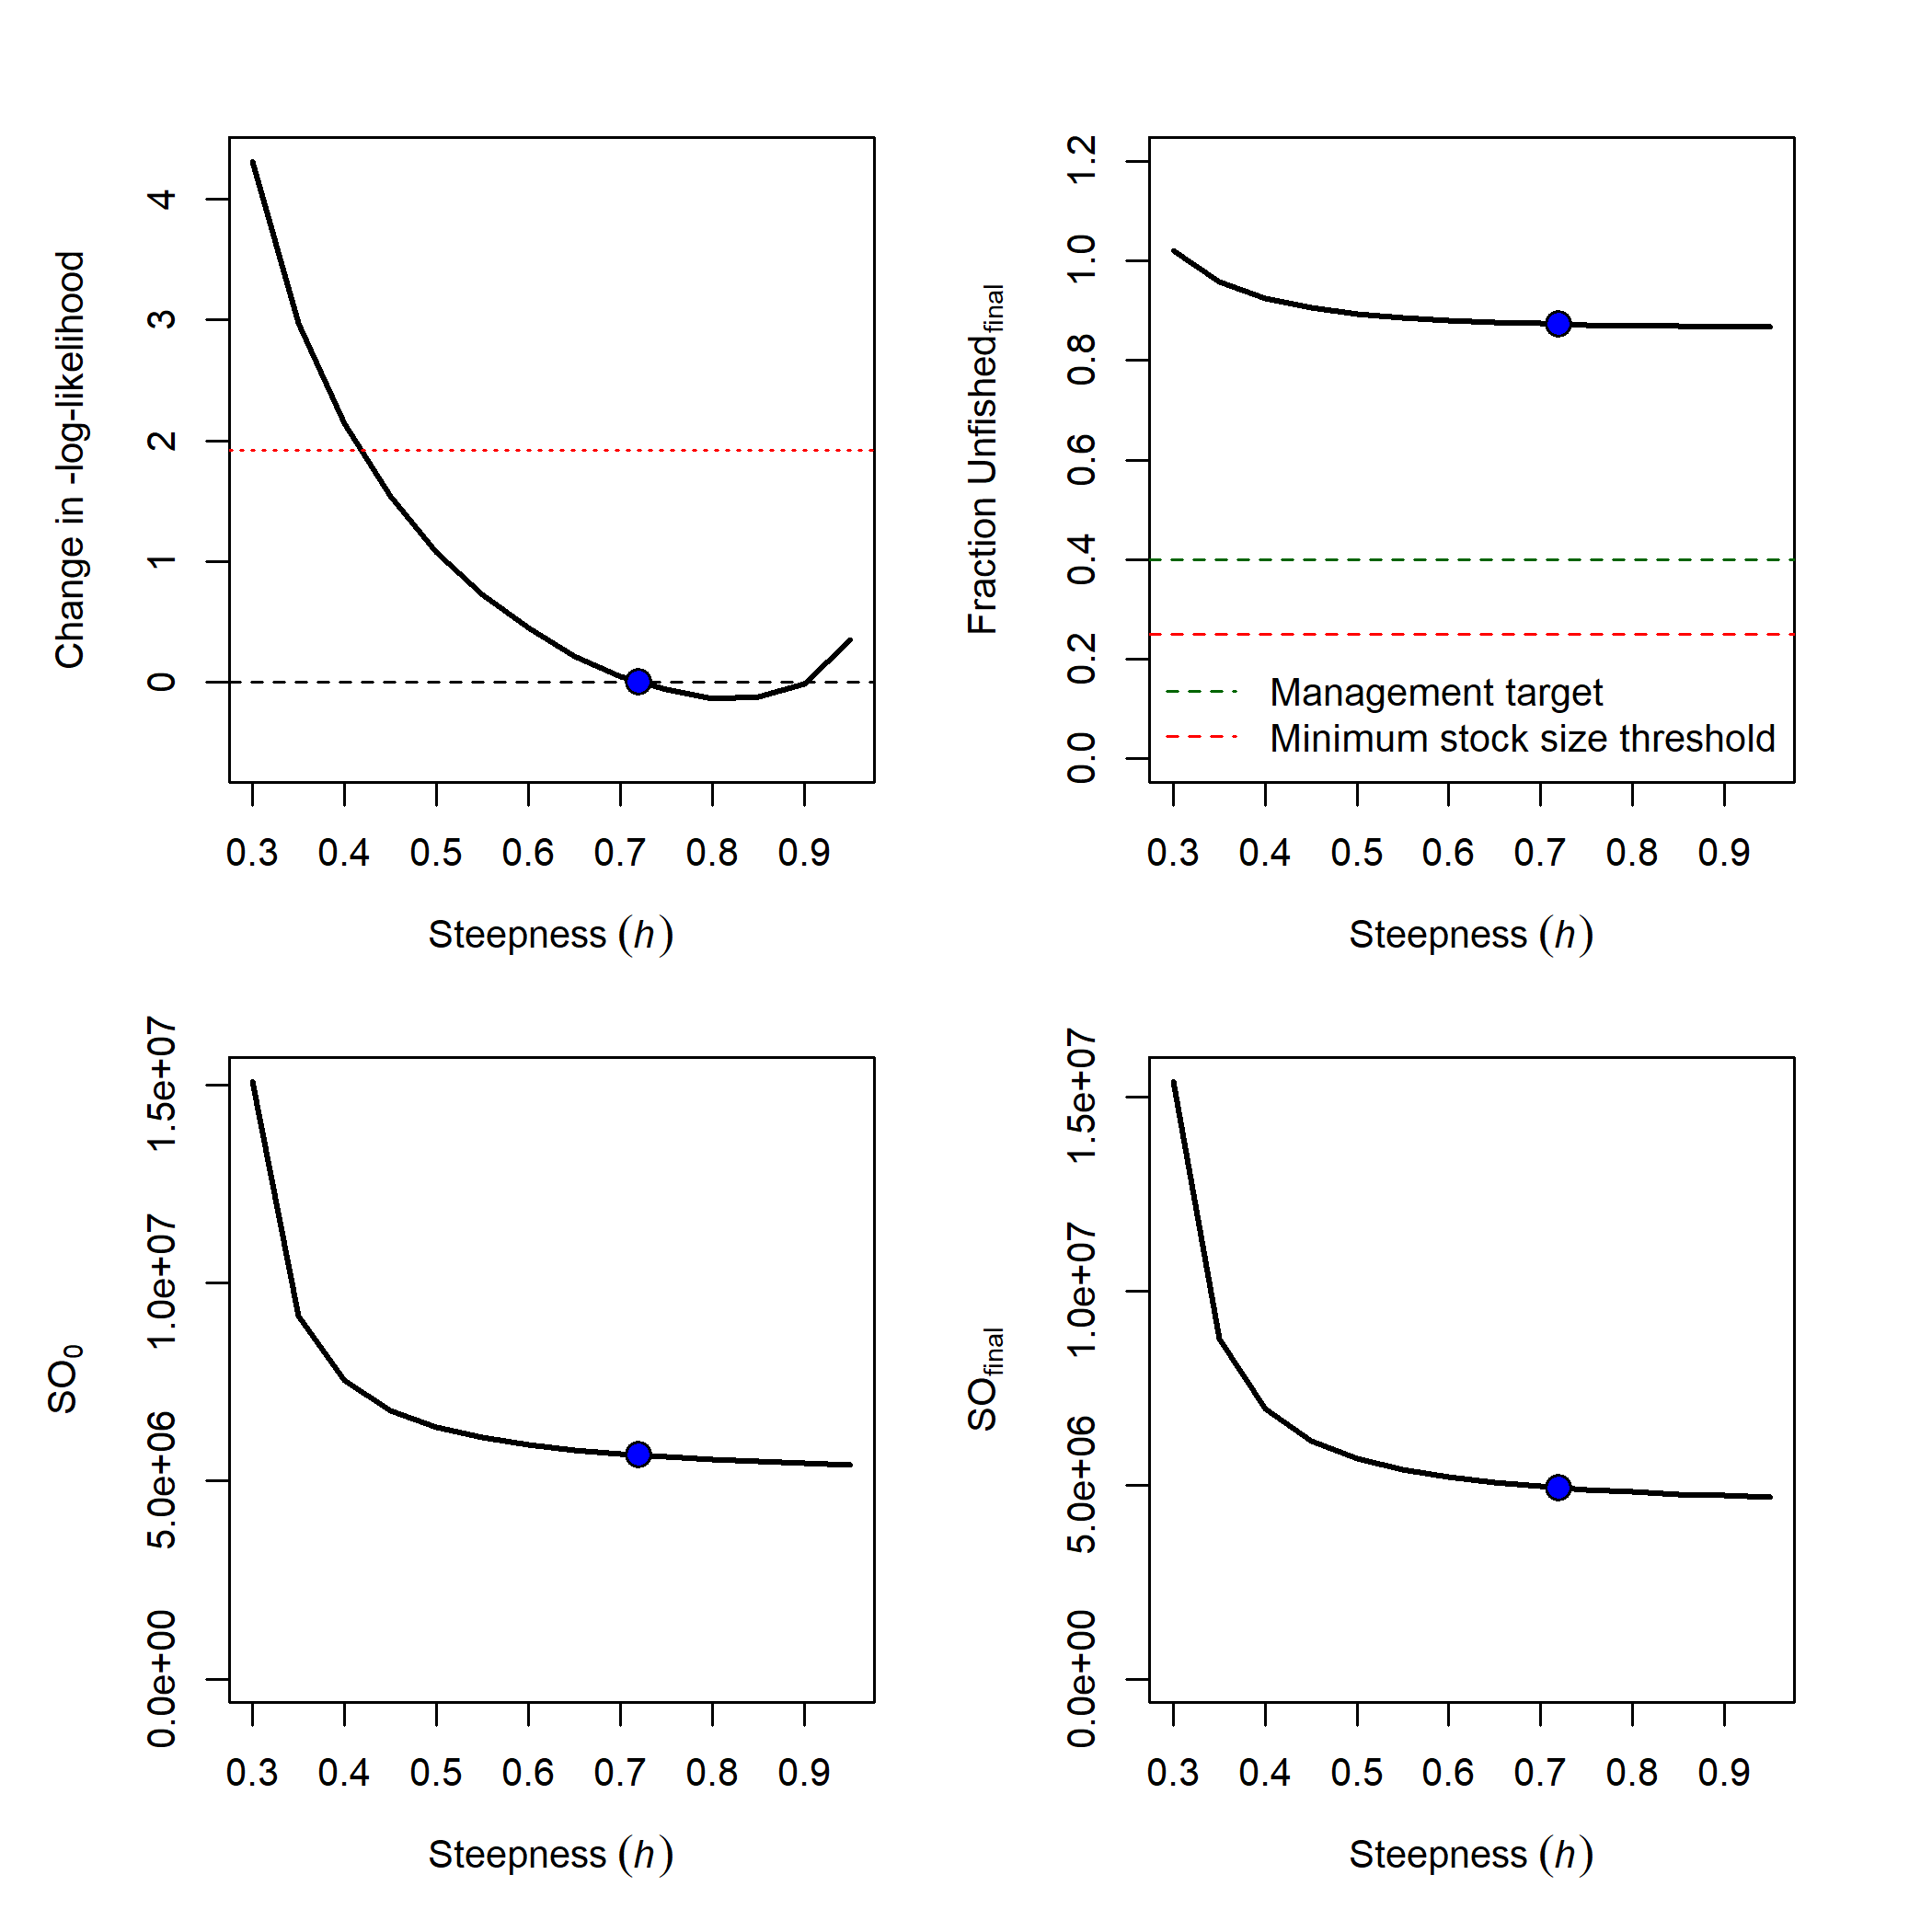 Change in -log-likelihood
4
3
2
1
0
0.3 0.4 0.5 0.6 0.7 0.8 0.9
Steepness (h)
Fraction Unfished final
1.2
1.0
0.8
0.6
0.4
0.2
0.0
Management target
Minimum stock size threshold
0.3 0.4 0.5 0.6 0.7 0.8 0.9
Steepness (h)
SO0
1.5e+07
1.0e+07
5.0e+06
0.0e+00
0.3 0.4 0.5 0.6 0.7 0.8 0.9
Steepness (h)
SOfinal
1.5e+07
1.0e+07
5.0e+06
0.0e+00
0.3 0.4 0.5 0.6 0.7 0.8 0.9
Steepness (h)